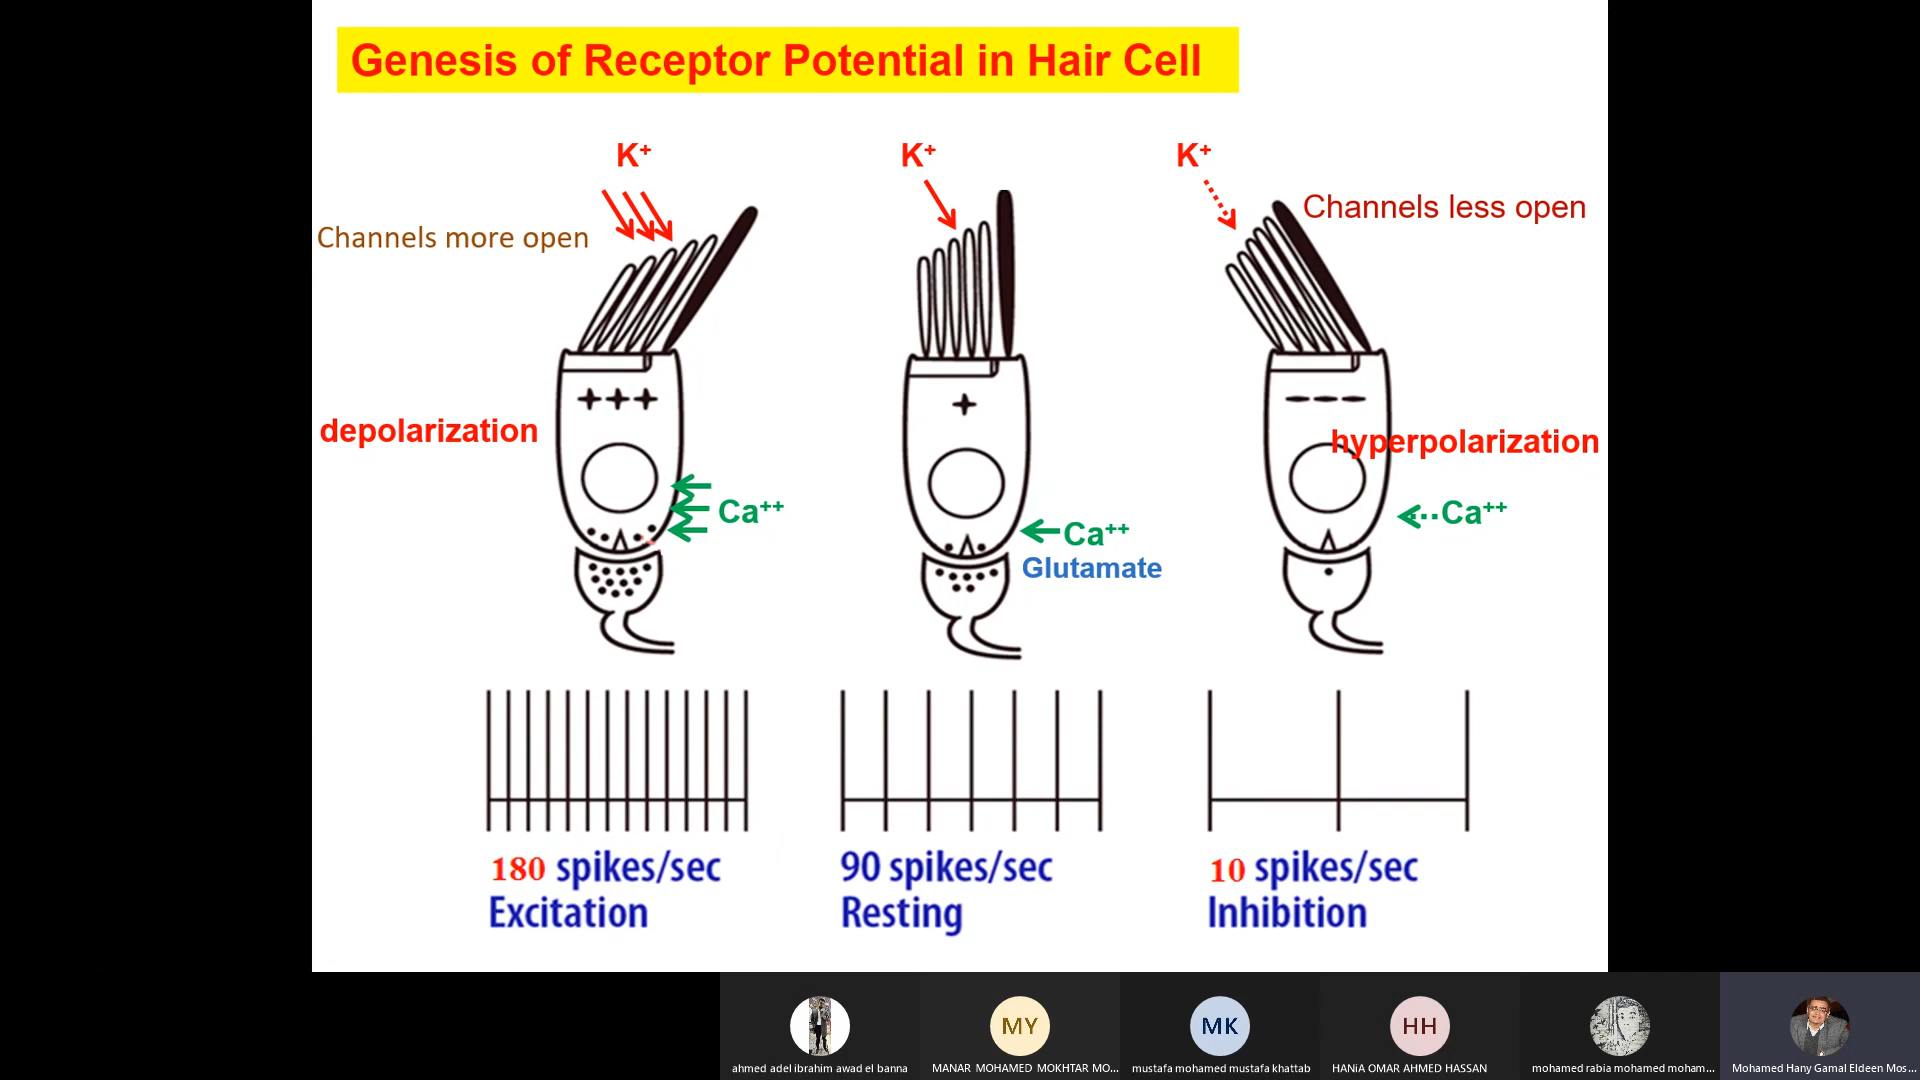 Genesis of Receptor Potential in Hair Cell
K+
K+
K+
Channels more open
Channels less open
depolarization
hyperpolarization
+++
+
---
Ca++
Ca++
Ca++
Glutamate
180 spikes/sec
Excitation
90 spikes/sec
Resting
10 spikes/sec
Inhibition
MY
MK
HH
ahmed adel ibrahim awad el banna
MANAR MOHAMED MOKHTAR MO...
mustafa mohamed mustafa khattab
HANiA OMAR AHMED HASSAN
mohamed rabia mohamed moham...
Mohamed Hany Gamal Eldeen Mos...